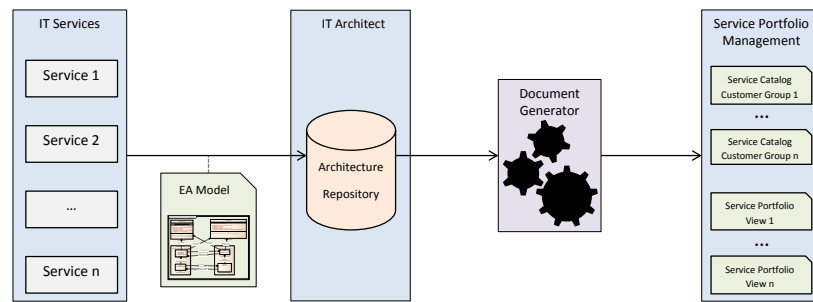 IT Services
Service 1
Service 2
...
Service n
EA Model
IT Architect
Architecture
Repository
Document
Generator
Service Portfolio
Management
Service Catalog
Customer Group 1
...
Service Catalog
Customer Group n
Service Portfolio
View 1
...
Service Portfolio
View n